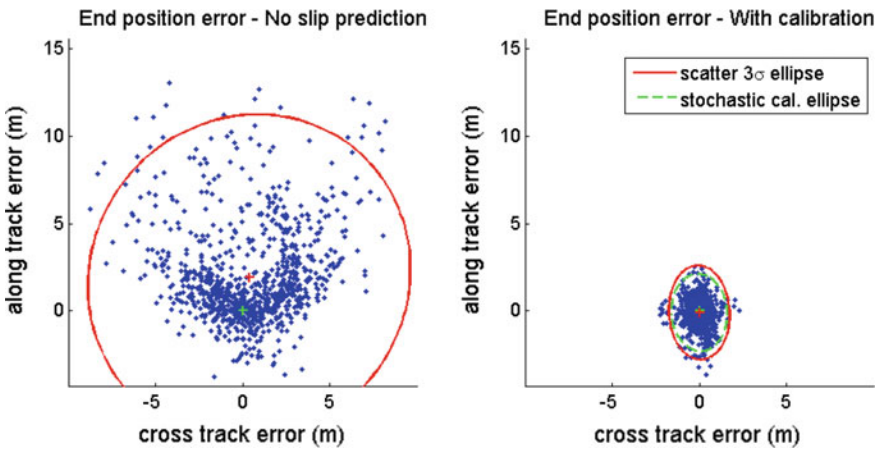 End position error - No slip prediction
15
10
5
0
-5
0
5
along track error (m)
cross track error (m)
End position error - With calibration
15
10
5
0
-5
0
5
along track error (m)
cross track error (m)
scatter 3σ ellipse
stochastic cal. ellipse